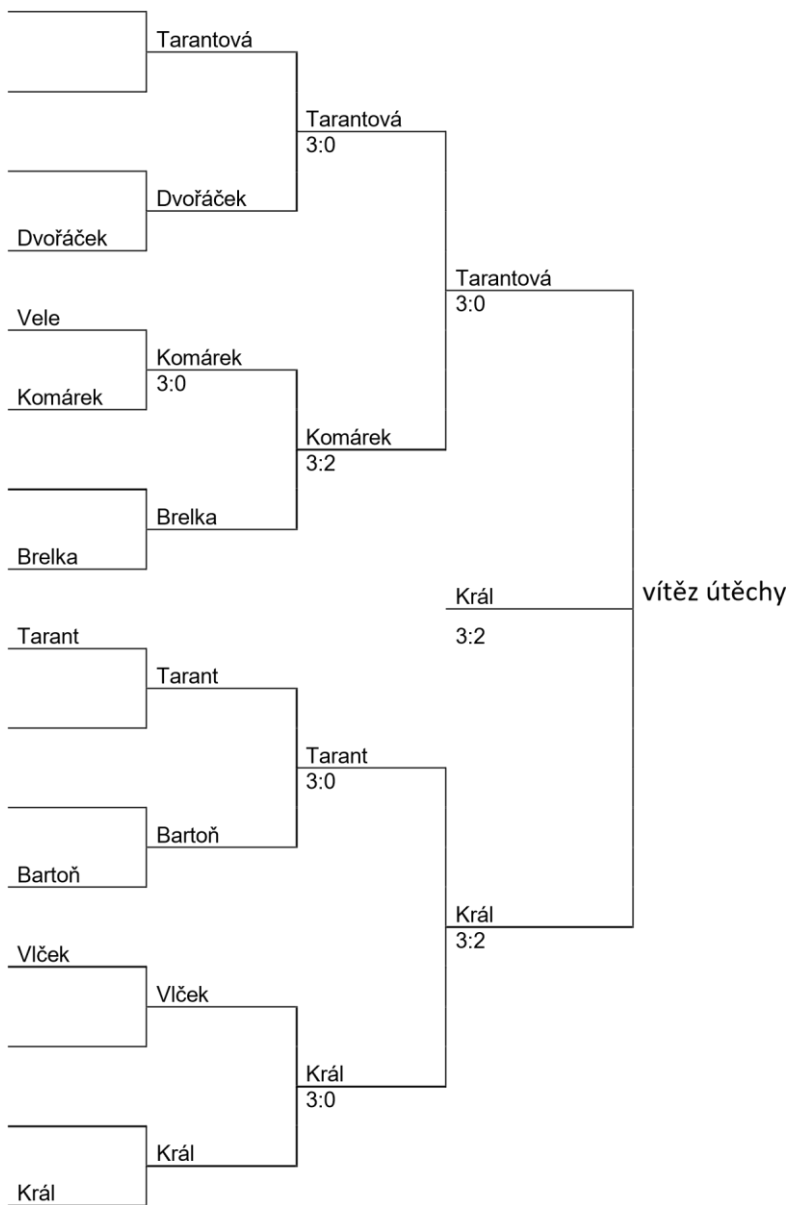 Tarantová
Tarantová
3:0
Dvořáček
Dvořáček
Tarantová
3:0
Vele
Komárek
3:0
Komárek
Komárek
3:2
Brelka
Brelka
Král
3:2
vítěz útěchy
Tarant
Tarant
Tarant
3:0
Bartoň
Bartoň
Král
3:2
Vlček
Vlček
Král
3:0
Král
Král